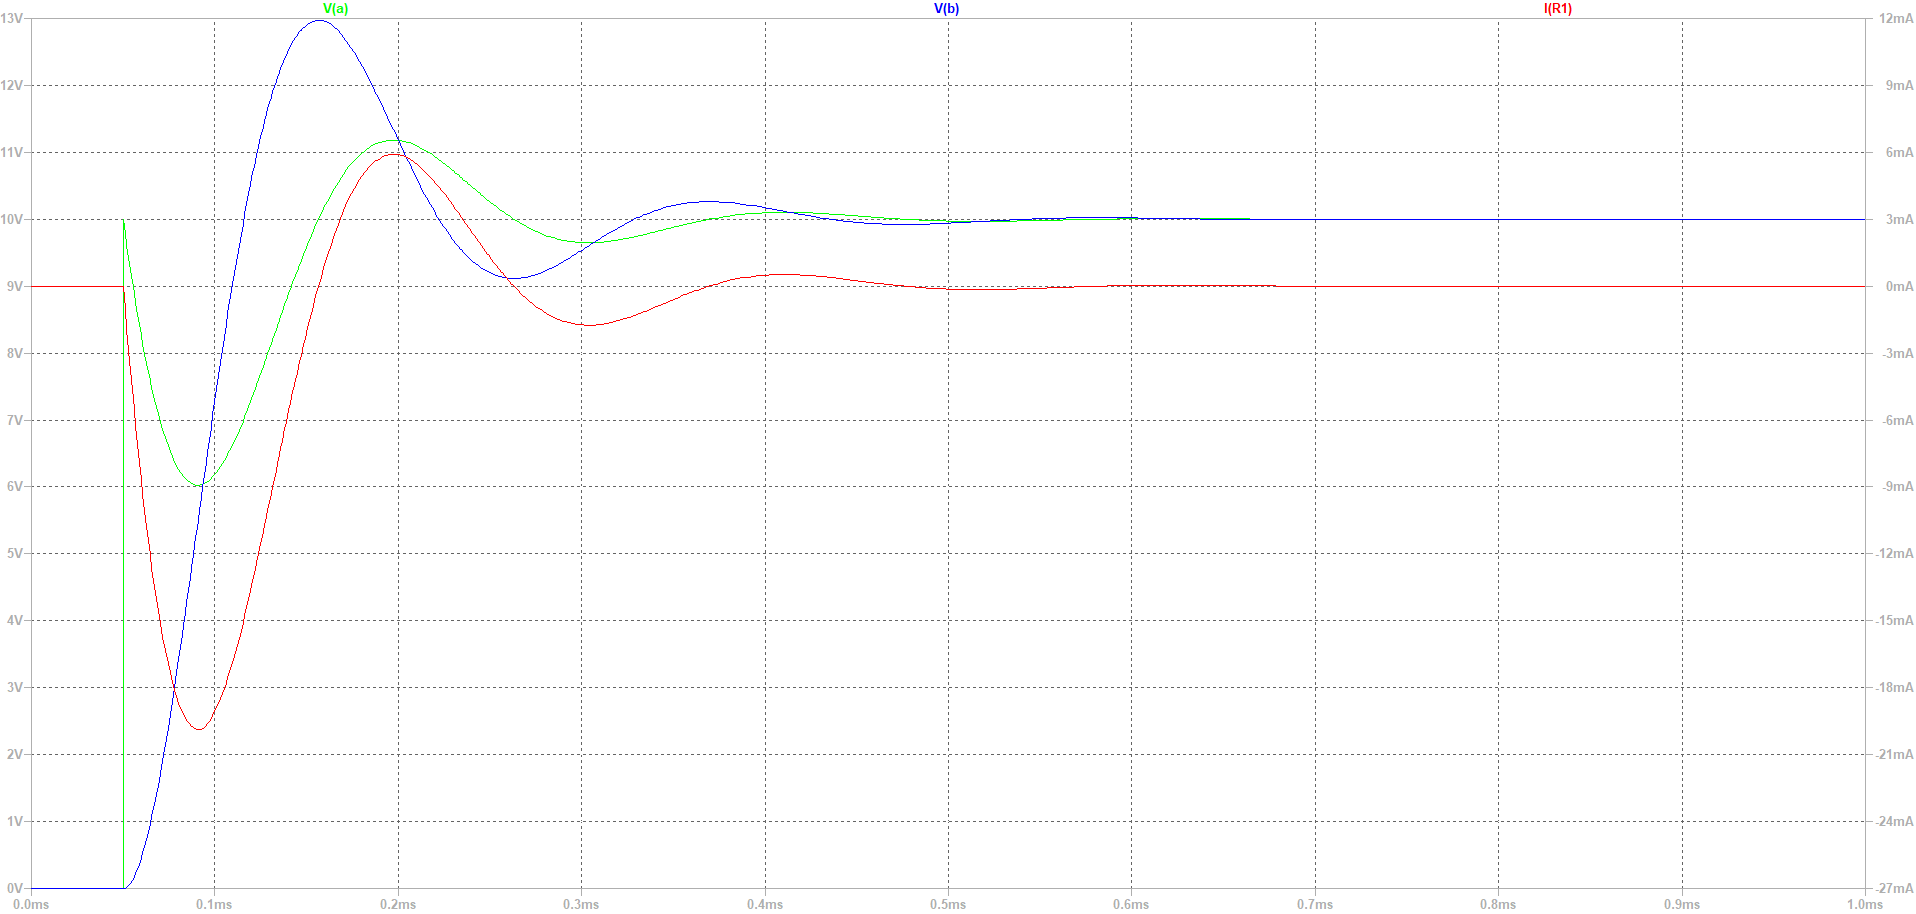 V(a) V(b) I(R1)
13V 12mA
12V 9mA
11V 6mA
10V 3mA
9V 0mA
8V -3mA
7V -6mA
6V -9mA
5V -12mA
4V -15mA
3V -18mA
2V -21mA
1V -24mA
0V -27mA
0.0ms 0.1ms 0.2ms 0.3ms 0.4ms 0.5ms 0.6ms 0.7ms 0.8ms 0.9ms 1.0ms